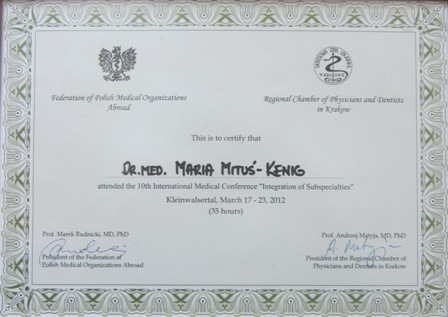 Federation of Polish Medical Organizations
Abroad
Regional Chamber of Physicians and Dentists
in Krakow
This is to certify that
DR. MED. MARIA MITUŚ-KENIG
attended the 10th International Medical Conference "Integration of Subspecialties"
Kleinwalsertal, March 17 - 23, 2012
(35 hours)
Prof. Marek Rudnicki, MD, PhD
President of the Federation of
Polish Medical Organizations Abroad
Prof. Andrzej Matyja, MD, PhD
A. Matyja
President of the Regional Chamber of
Physicians and Dentists in Krakow